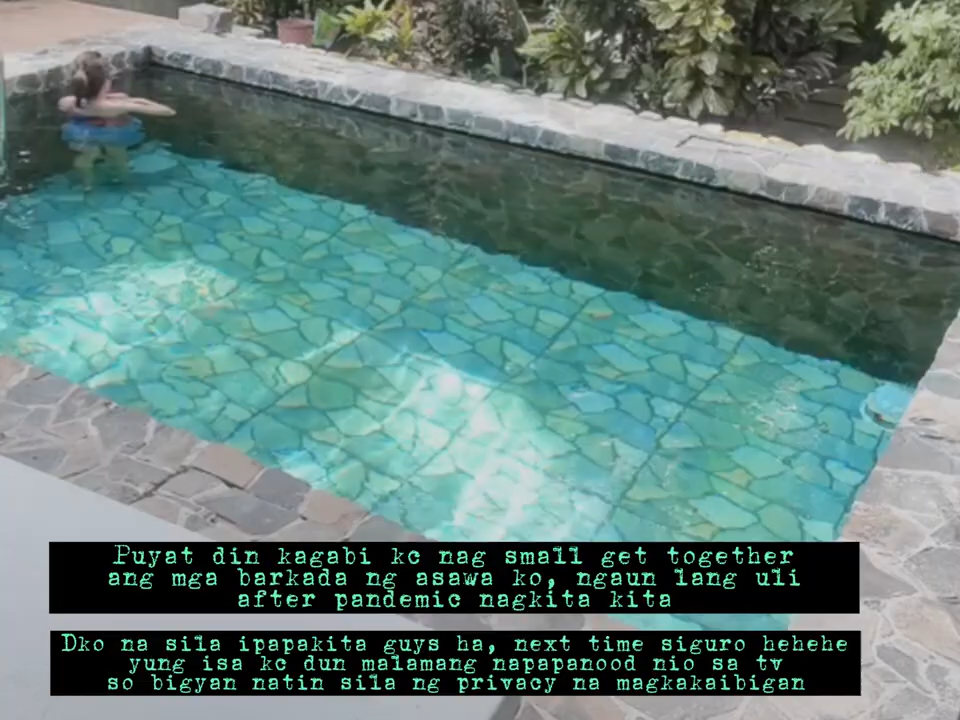 Puyat din kagabi kc nag small get together
ang mga barkada ng asawa ko, ngaun lang uli
after pandemic nagkita kita
Dko na sila ipapakita guys ha, next time siguro hehehe
yung isa kc dun malamang napapanood nio sa tv
so bigyan natin sila ng privacy na magkakaibigan